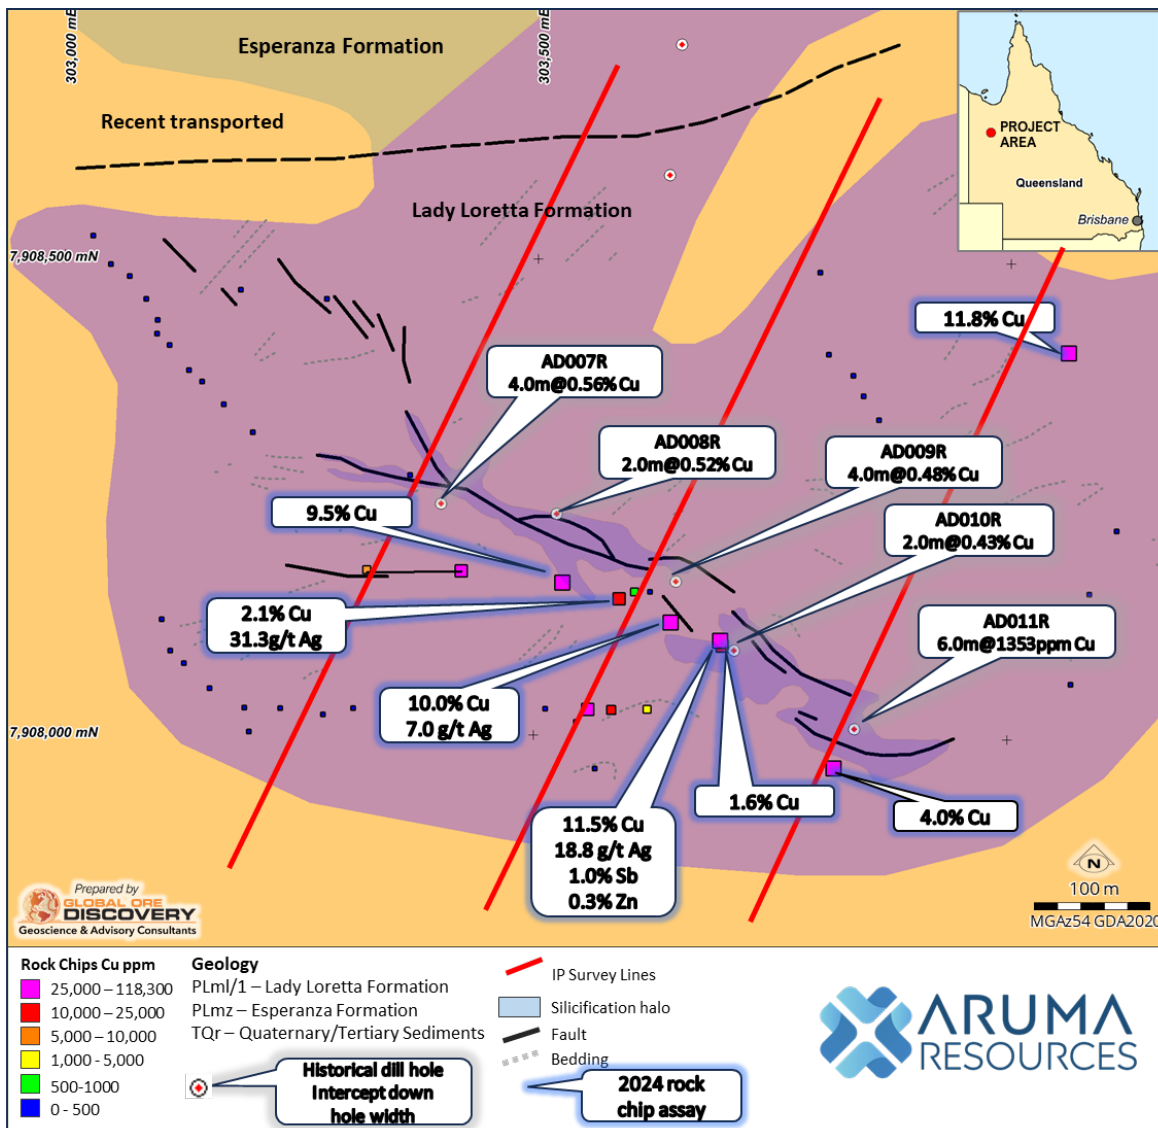 303,000 mE
303,500 mE
Esperanza Formation
Recent transported
Lady Loretta Formation
PROJECT
AREA
Queensland
Brisbane
7,908,500 mN
11.8% Cu
AD007R
4.0m@0.56% Cu
AD008R
2.0m@0.52% Cu
AD009R
4.0m@0.48% Cu
9.5% Cu
AD010R
2.0m@0.43% Cu
2.1% Cu
31.3g/t Ag
AD011R
6.0m@1353ppm Cu
10.0% Cu
7.0 g/t Ag
7,908,000 mN
1.6% Cu
4.0% Cu
11.5% Cu
18.8 g/t Ag
1.0% Sb
0.3% Zn
N
100 m
MGAz54 GDA2020
Prepared by
GLOBAL ORE
DISCOVERY
Geoscience & Advisory Consultants
Rock Chips Cu ppm
25,000 – 118,300
10,000 – 25,000
5,000 – 10,000
1,000 - 5,000
500-1000
0 - 500
Geology
PLml/1 – Lady Loretta Formation
PLmz – Esperanza Formation
TQr – Quaternary/Tertiary Sediments
Historical dill hole
Intercept down
hole width
IP Survey Lines
Silicification halo
Fault
Bedding
2024 rock
chip assay
ARUMA
RESOURCES